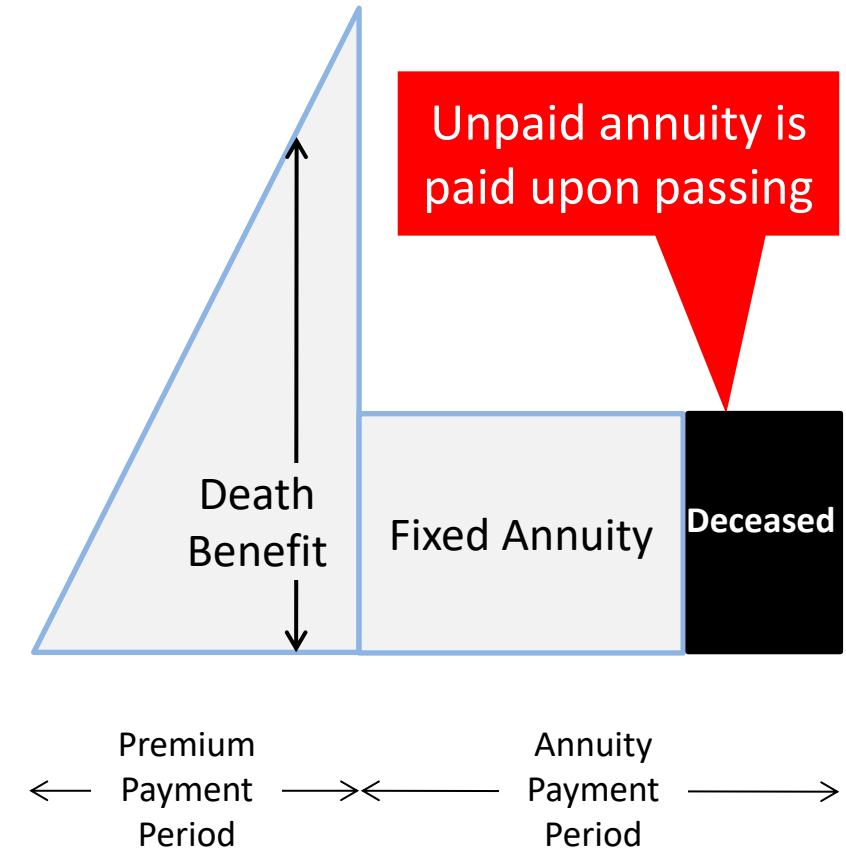 Unpaid annuity is
paid upon passing
Death
Benefit
Fixed Annuity
Deceased
Premium
Payment
Period
Annuity
Payment
Period